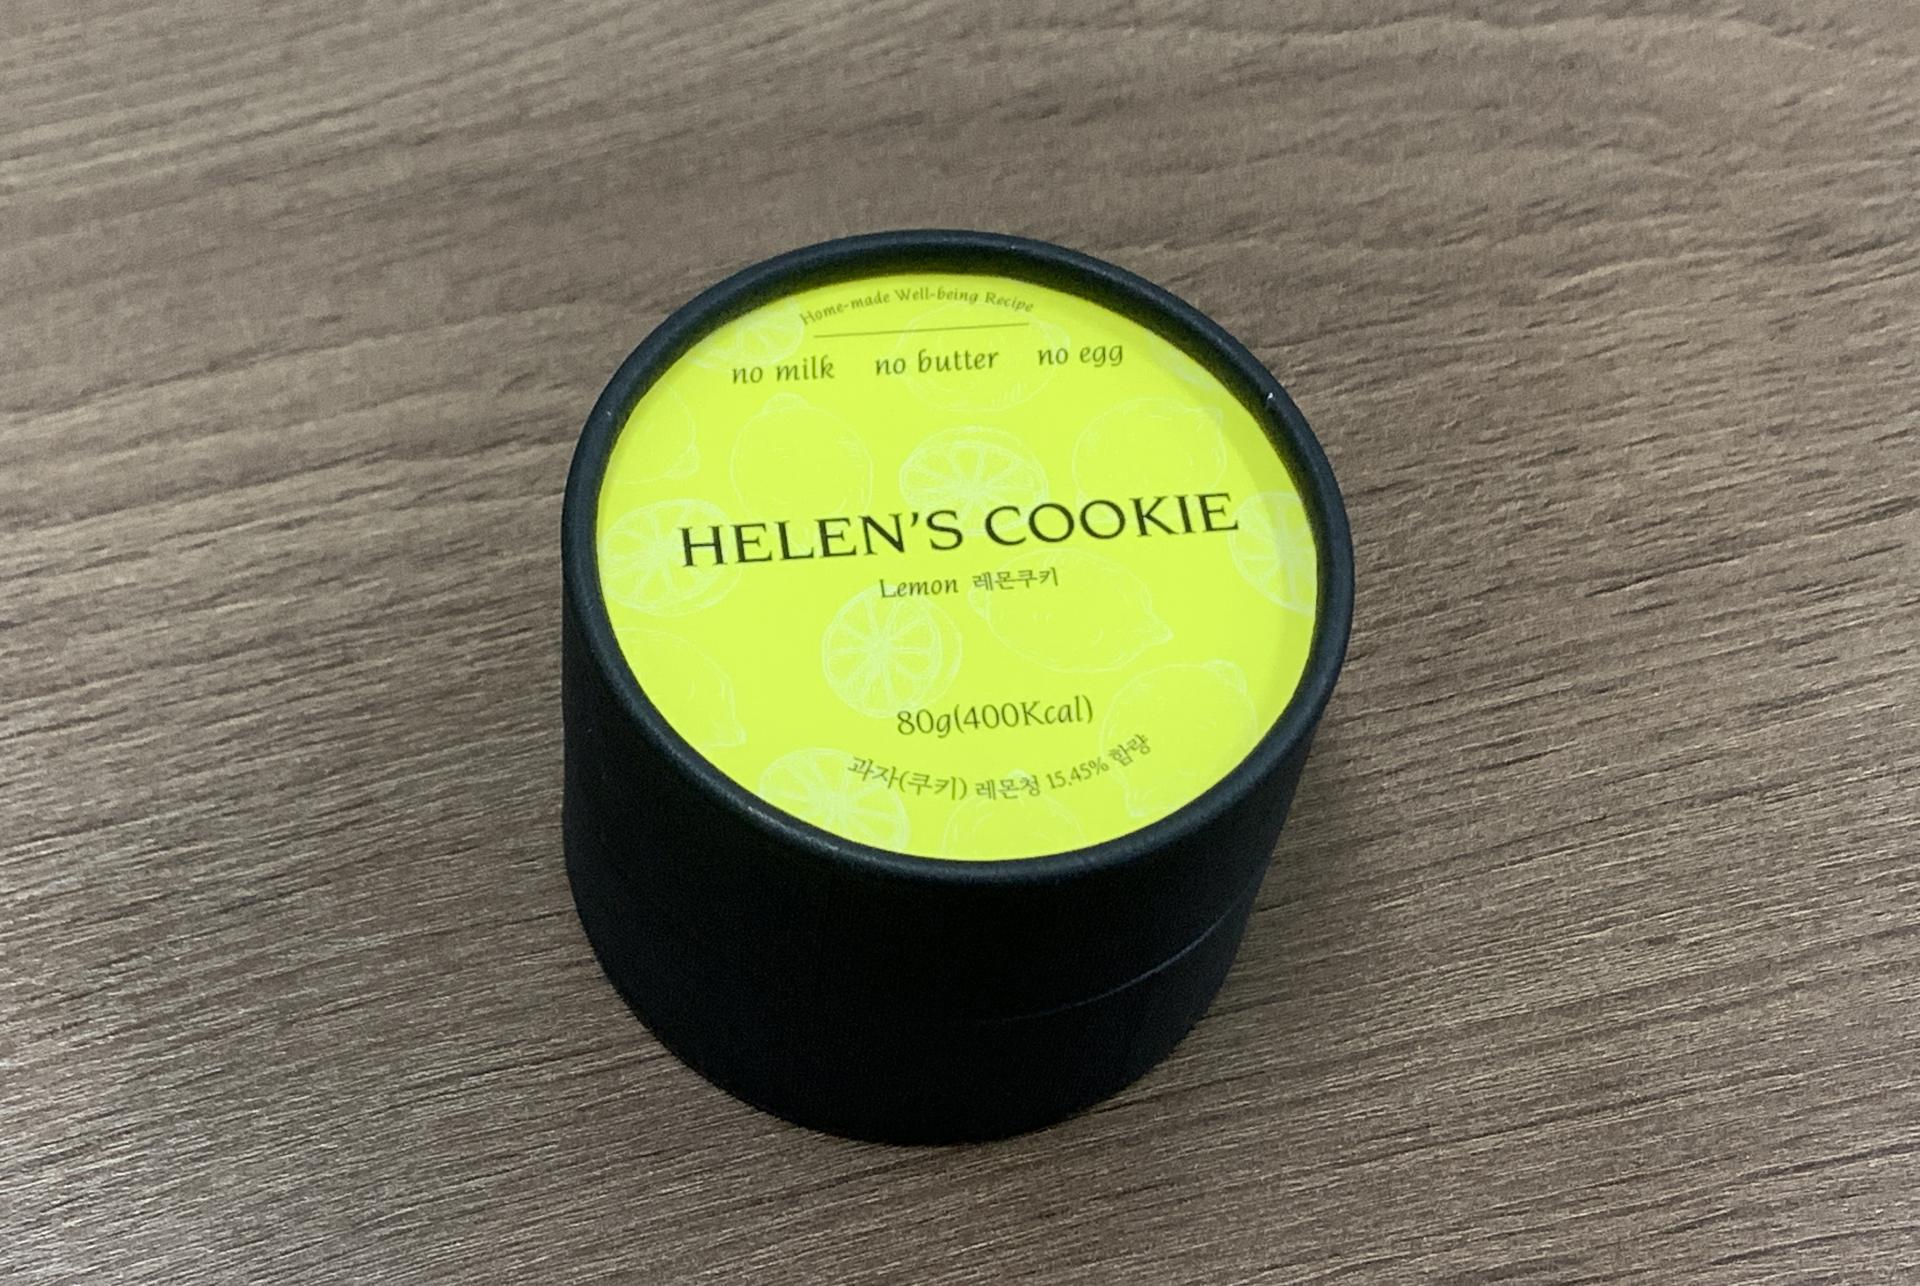 Home-made Well-being Recipe
no milk no butter no egg
HELEN'S COOKIE
Lemon 레몬쿠키
80g(400Kcal)
과자(쿠키) 레몬청 15.45% 함량